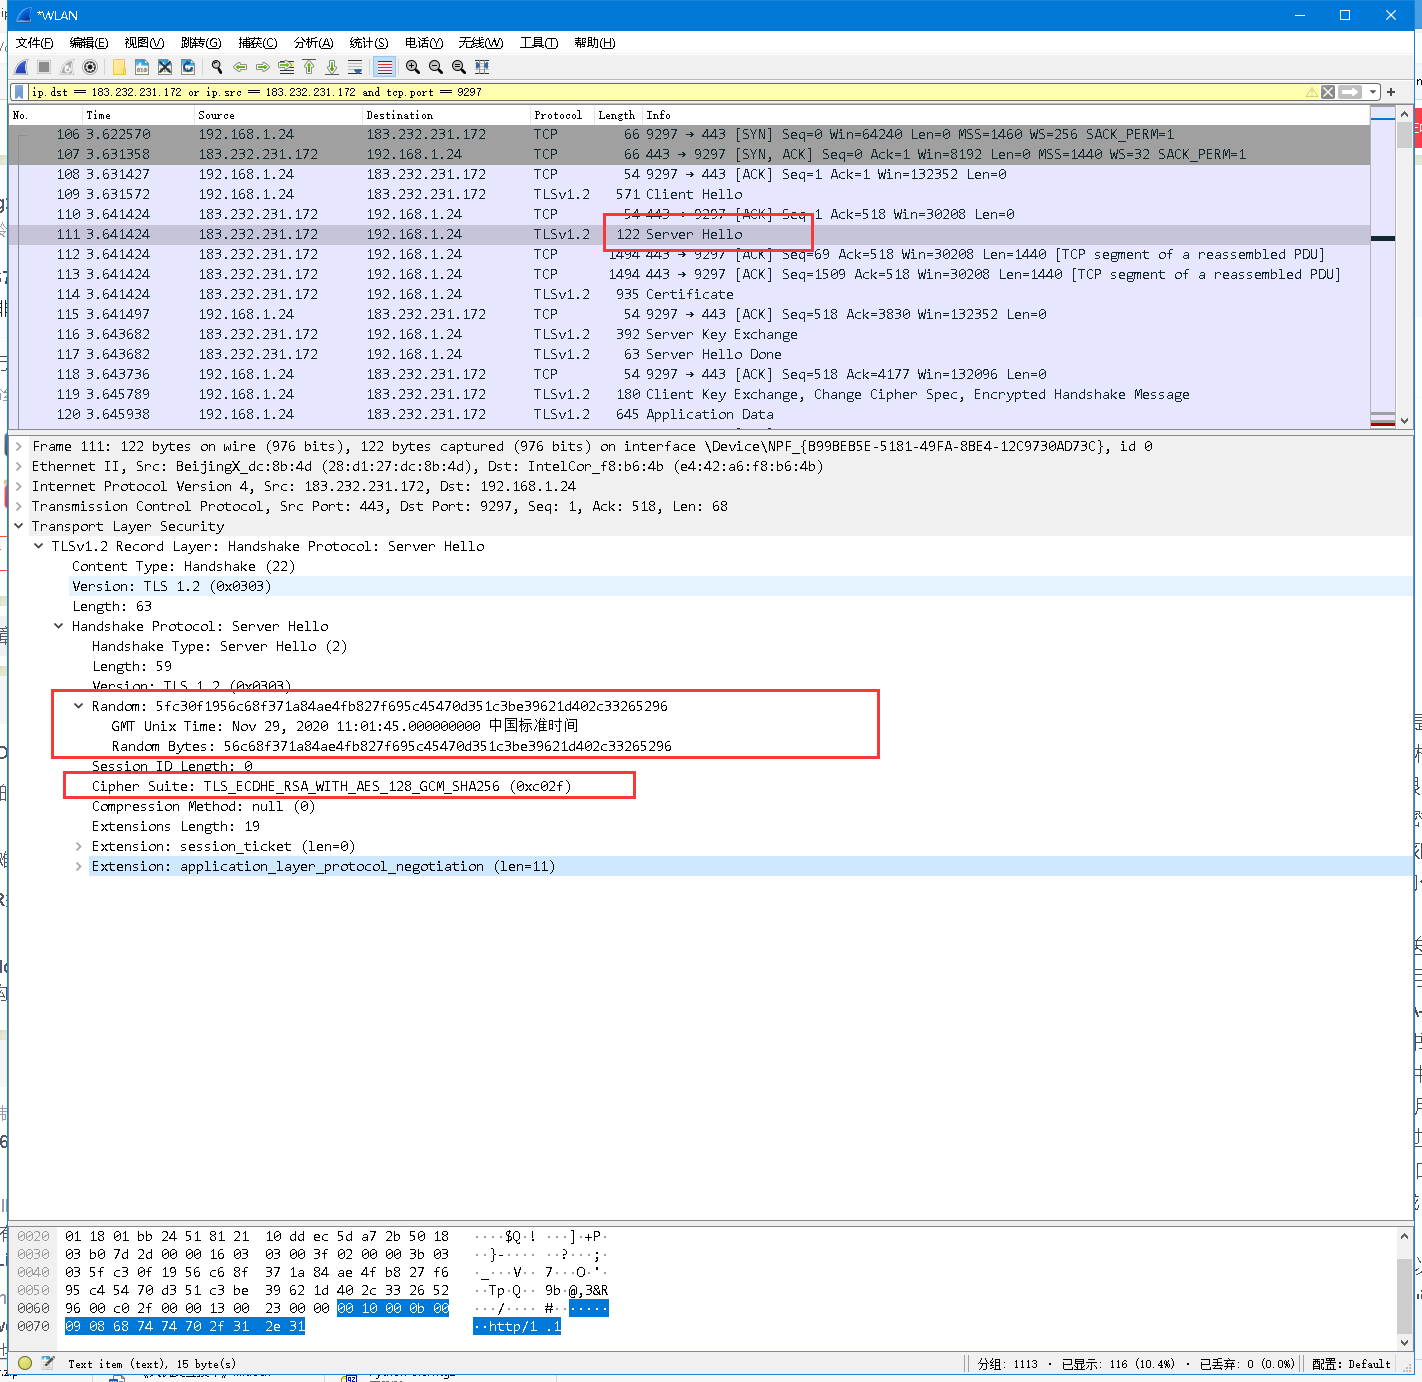 *WLAN
文件(F) 编辑(E) 视图(V) 跳转(G) 捕获(C) 分析(A) 统计(S) 电话(Y) 无线(W) 工具(T) 帮助(H)
ip.dst == 183.232.231.172 or ip.src == 183.232.231.172 and tcp.port == 9297
No. Time Source Destination Protocol Length Info
106 3.622570 192.168.1.24 183.232.231.172 TCP 66 9297 → 443 [SYN] Seq=0 Win=64240 Len=0 MSS=1460 WS=256 SACK_PERM=1
107 3.631358 183.232.231.172 192.168.1.24 TCP 66 443 → 9297 [SYN, ACK] Seq=0 Ack=1 Win=8192 Len=0 MSS=1440 WS=32 SACK_PERM=1
108 3.631427 192.168.1.24 183.232.231.172 TCP 54 9297 → 443 [ACK] Seq=1 Ack=1 Win=132352 Len=0
109 3.631572 192.168.1.24 183.232.231.172 TLSv1.2 571 Client Hello
110 3.641424 183.232.231.172 192.168.1.24 TCP 54 443 → 9297 [ACK] Seq=1 Ack=518 Win=30208 Len=0
111 3.641424 183.232.231.172 192.168.1.24 TLSv1.2 122 Server Hello
112 3.641424 183.232.231.172 192.168.1.24 TCP 1494 443 → 9297 [ACK] Seq=69 Ack=518 Win=30208 Len=1440 [TCP segment of a reassembled PDU]
113 3.641424 183.232.231.172 192.168.1.24 TCP 1494 443 → 9297 [ACK] Seq=1509 Ack=518 Win=30208 Len=1440 [TCP segment of a reassembled PDU]
114 3.641424 183.232.231.172 192.168.1.24 TLSv1.2 935 Certificate
115 3.641497 192.168.1.24 183.232.231.172 TCP 54 9297 → 443 [ACK] Seq=518 Ack=3830 Win=132352 Len=0
116 3.643682 183.232.231.172 192.168.1.24 TLSv1.2 392 Server Key Exchange
117 3.643682 183.232.231.172 192.168.1.24 TLSv1.2 63 Server Hello Done
118 3.643736 192.168.1.24 183.232.231.172 TCP 54 9297 → 443 [ACK] Seq=518 Ack=4177 Win=132096 Len=0
119 3.645789 192.168.1.24 183.232.231.172 TLSv1.2 180 Client Key Exchange, Change Cipher Spec, Encrypted Handshake Message
120 3.645938 192.168.1.24 183.232.231.172 TLSv1.2 645 Application Data
Frame 111: 122 bytes on wire (976 bits), 122 bytes captured (976 bits) on interface \Device\NPF_{B99BEB5E-5181-49FA-8BE4-12C9730AD73C}, id 0
Ethernet II, Src: BeijingX_dc:8b:4d (28:d1:27:dc:8b:4d), Dst: IntelCor_f8:b6:4b (e4:42:a6:f8:b6:4b)
Internet Protocol Version 4, Src: 183.232.231.172, Dst: 192.168.1.24
Transmission Control Protocol, Src Port: 443, Dst Port: 9297, Seq: 1, Ack: 518, Len: 68
Transport Layer Security
TLSv1.2 Record Layer: Handshake Protocol: Server Hello
Content Type: Handshake (22)
Version: TLS 1.2 (0x0303)
Length: 63
Handshake Protocol: Server Hello
Handshake Type: Server Hello (2)
Length: 59
Version: TLS 1.2 (0x0303)
Random: 5fc30f1956c68f371a84ae4fb827f695c45470d351c3be39621d402c33265296
GMT Unix Time: Nov 29, 2020 11:01:45.000000000 中国标准时间
Random Bytes: 56c68f371a84ae4fb827f695c45470d351c3be39621d402c33265296
Session ID Length: 0
Cipher Suite: TLS_ECDHE_RSA_WITH_AES_128_GCM_SHA256 (0xc02f)
Compression Method: null (0)
Extensions Length: 19
Extension: session_ticket (len=0)
Extension: application_layer_protocol_negotiation (len=11)
0020 01 18 01 bb 24 51 81 21 10 dd ec 5d a7 2b 50 18 ····$Q·! ···]·+P·
0030 03 b0 7d 2d 00 00 16 03 03 00 3f 02 00 00 3b 03 ··}-···· ··?···;·
0040 03 5f c3 0f 19 56 c6 8f 37 1a 84 ae 4f b8 27 f6 ·_···V·· 7···O·'·
0050 95 c4 54 70 d3 51 c3 be 39 62 1d 40 2c 33 26 52 ··Tp·Q·· 9b·@,3&R
0060 96 00 c0 2f 00 00 13 00 23 00 00 00 10 00 0b 00 ···/···· #·······
0070 09 08 68 74 74 70 2f 31 2e 31 ··http/1 .1
Text item (text), 15 byte(s) 分组: 1113 · 已显示: 116 (10.4%) · 已丢弃: 0 (0.0%) 配置: Default